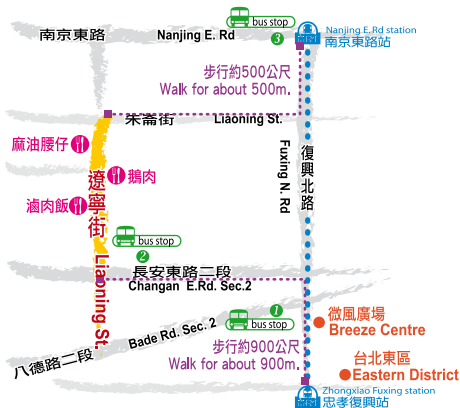 bus stop
3
Nanjing E. Rd station
南京東路站
南京東路
Nanjing E. Rd
步行約500公尺
Walk for about 500m.
朱崙街
Liaoning St.
麻油腰仔
鵝肉
滷肉飯
遼寧街
Liaoning St.
Fuxing N. Rd
復興北路
bus stop
2
長安東路二段
Changan E.Rd. Sec.2
1
bus stop
微風廣場
Breeze Centre
八德路二段
Bade Rd. Sec. 2
步行約900公尺
Walk for about 900m.
台北東區
Eastern District
Zhongxiao Fuxing station
忠孝復興站